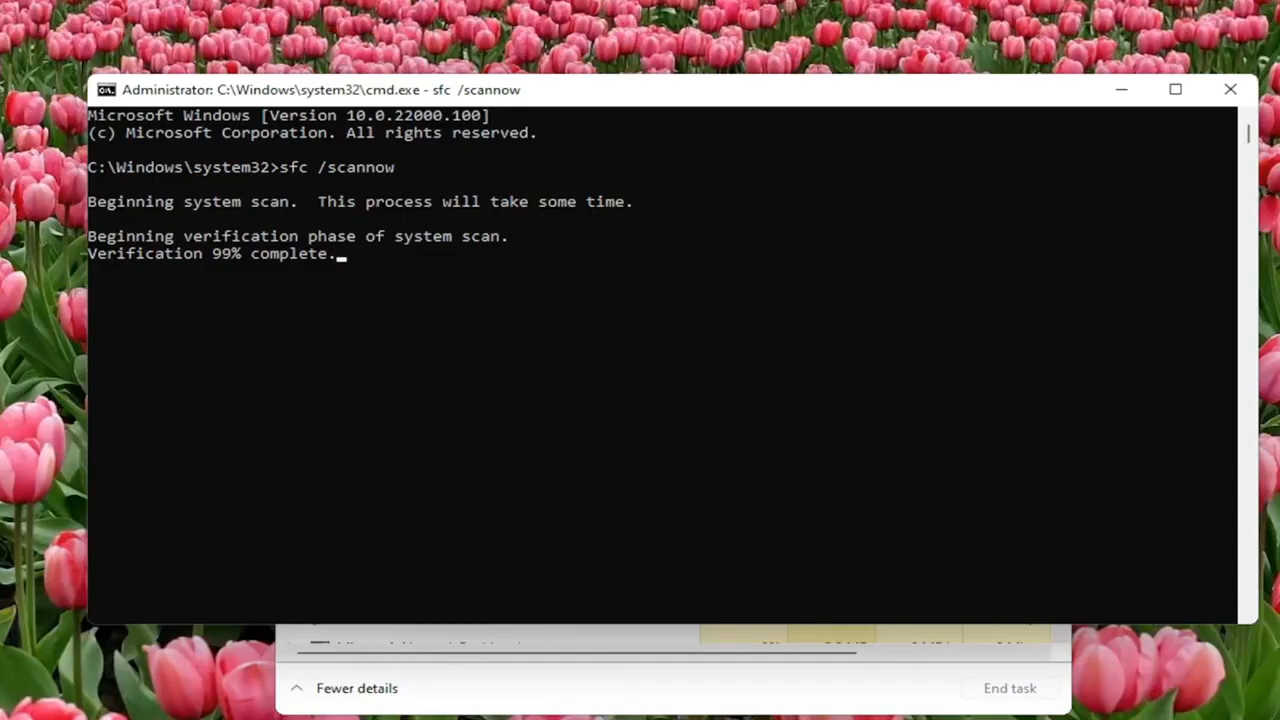 Administrator: C:\Windows\system32\cmd.exe - sfc  /scannow
Microsoft Windows [Version 10.0.22000.100]
(c) Microsoft Corporation. All rights reserved.
C:\Windows\system32>sfc /scannow
Beginning system scan.  This process will take some time.
Beginning verification phase of system scan.
Verification 99% complete.
Fewer details
End task